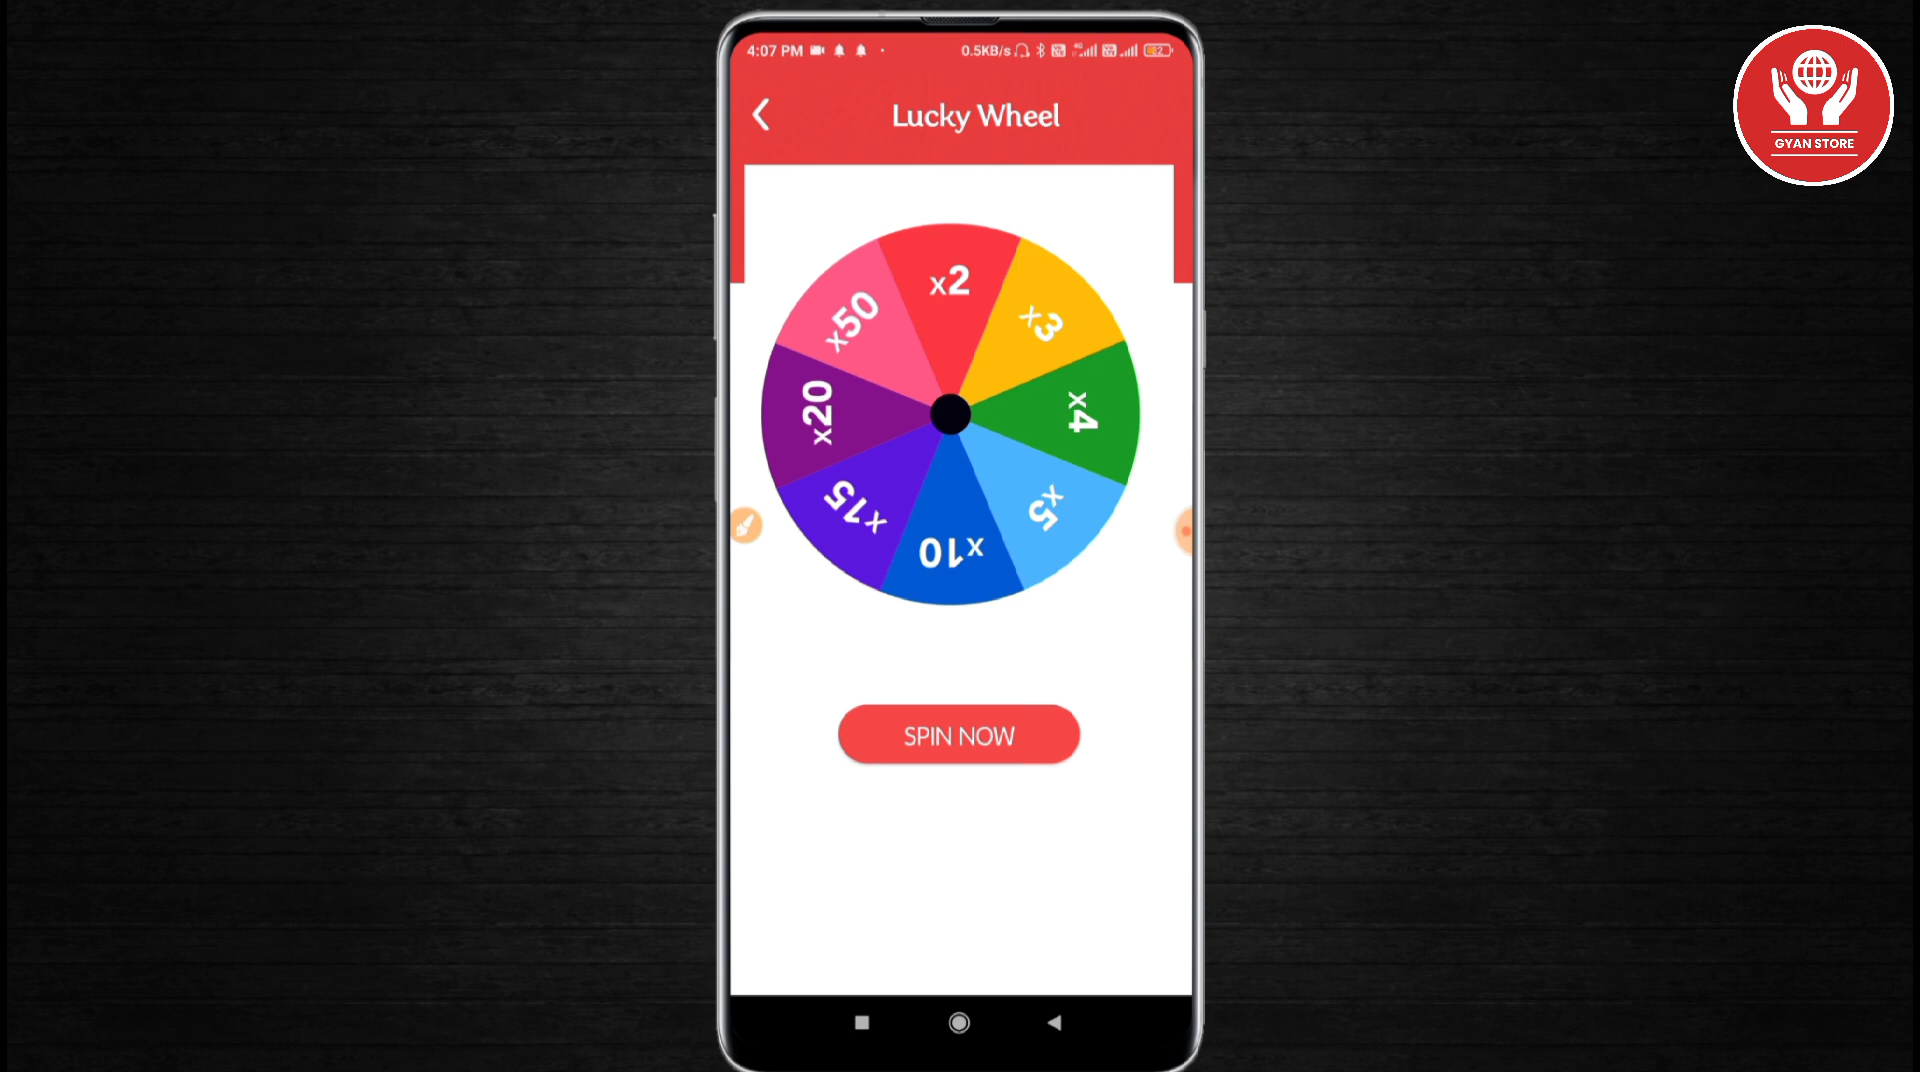 4:07 PM
0.5KB/s
GYAN STORE
Lucky Wheel
x2
x3
x4
x5
x10
x15
x20
x50
SPIN NOW